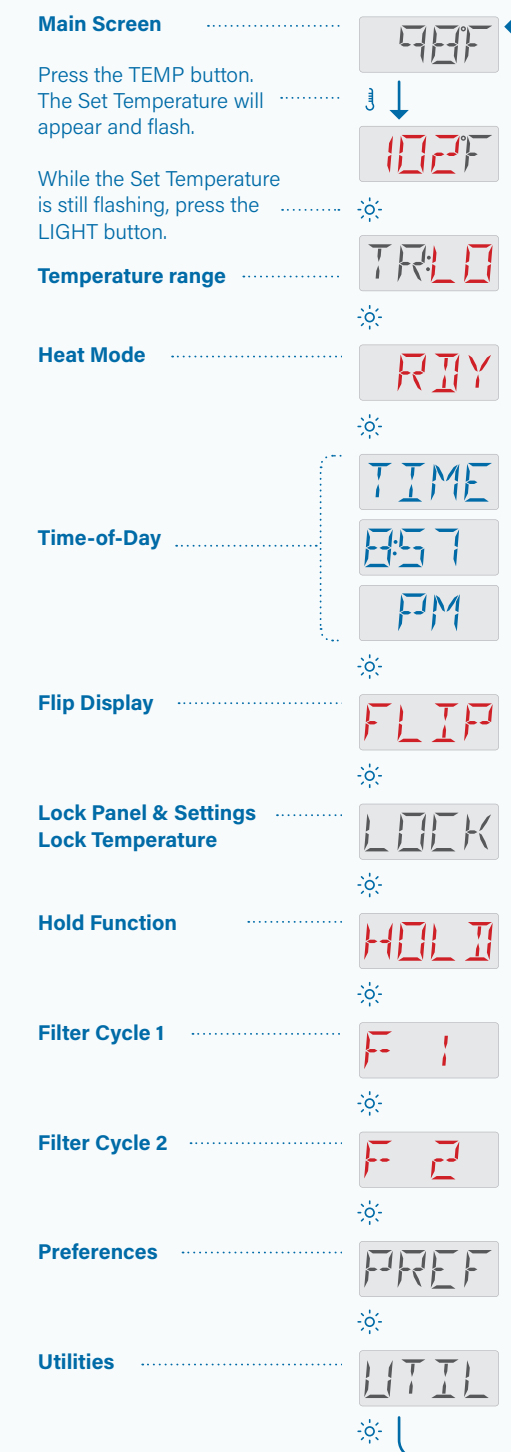 Main Screen
98°F
Press the TEMP button.
The Set Temperature will
appear and flash.
102°F
While the Set Temperature
is still flashing, press the
LIGHT button.
Temperature range
TR:LO
Heat Mode
RDY
TIME
Time-of-Day
8:57
PM
Flip Display
FLIP
Lock Panel & Settings
Lock Temperature
LOCK
Hold Function
HOLD
Filter Cycle 1
F 1
Filter Cycle 2
F 2
Preferences
PREF
Utilities
UTIL